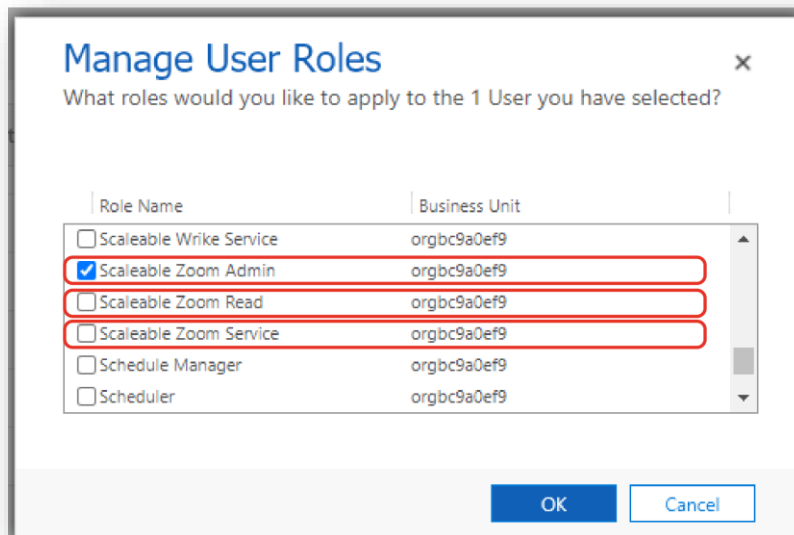 Manage User Roles
What roles would you like to apply to the 1 User you have selected?
t
Role Name Business Unit
Scaleable Wrike Service orgbc9a0ef9
Scaleable Zoom Admin orgbc9a0ef9
Scaleable Zoom Read orgbc9a0ef9
Scaleable Zoom Service orgbc9a0ef9
Schedule Manager orgbc9a0ef9
Scheduler orgbc9a0ef9
OK Cancel